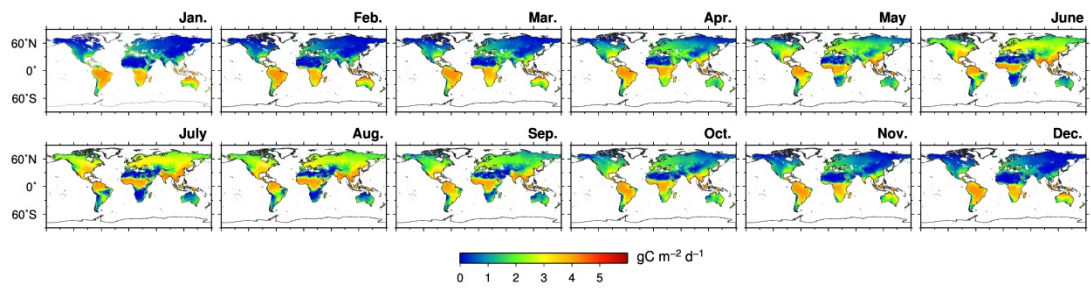 Jan. Feb. Mar. Apr. May June
60°N
0°
60°S
July Aug. Sep. Oct. Nov. Dec.
60°N
0°
60°S
gC m⁻² d⁻¹
0 1 2 3 4 5